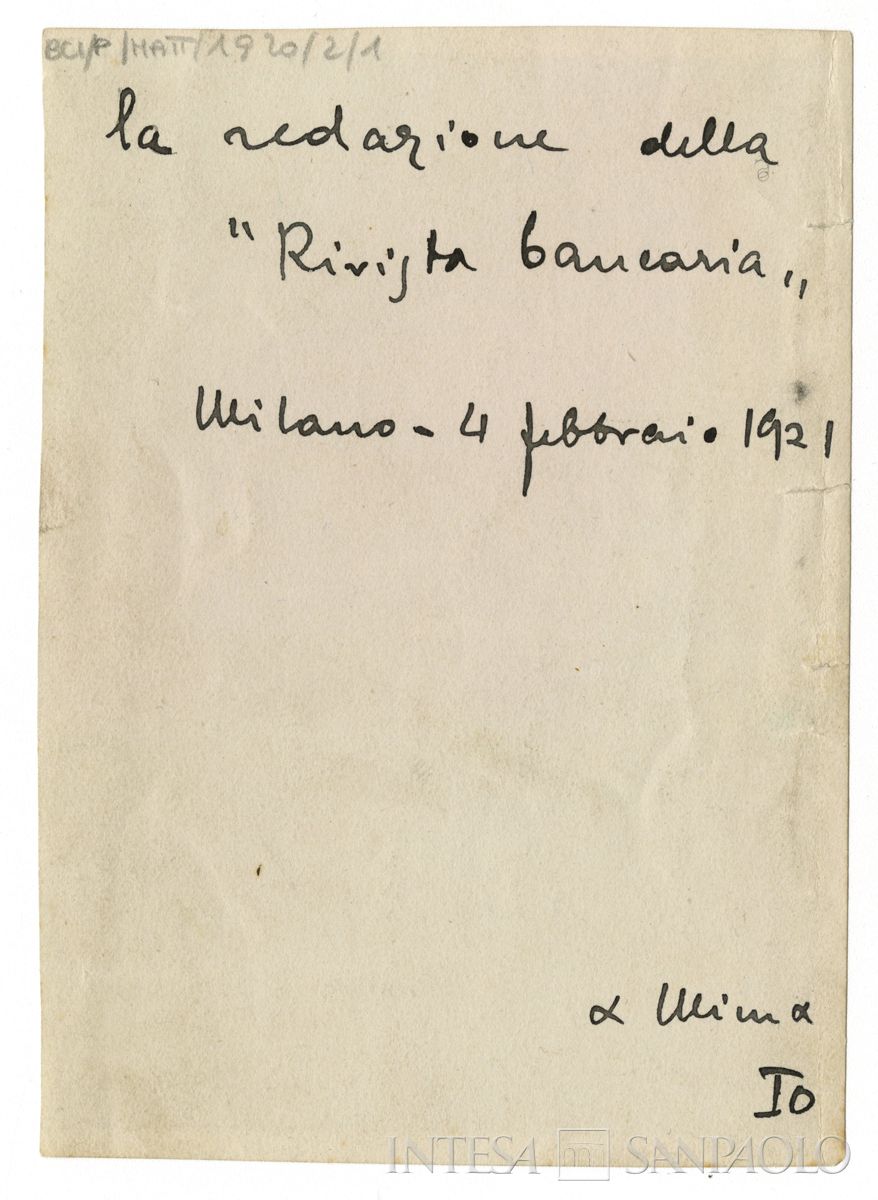 BCI/P/MATT/1920/2/1
la redazione della
"Rivista bancaria„
Milano - 4 febbraio 1921
a Mima
Io
INTESA SANPAOLO